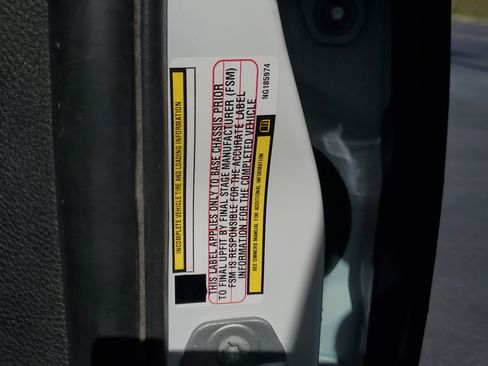 INCOMPLETE VEHICLE TIRE AND LOADING INFORMATION
THIS LABEL APPLIES ONLY TO BASE CHASSIS PRIOR
TO FINAL UPFIT BY FINAL STAGE MANUFACTURER (FSM)
FSM IS RESPONSIBLE FOR THE ACCURATE LABEL
INFORMATION FOR THE COMPLETED VEHICLE
SEE OWNERS MANUAL FOR ADDITIONAL INFORMATION
NG185974